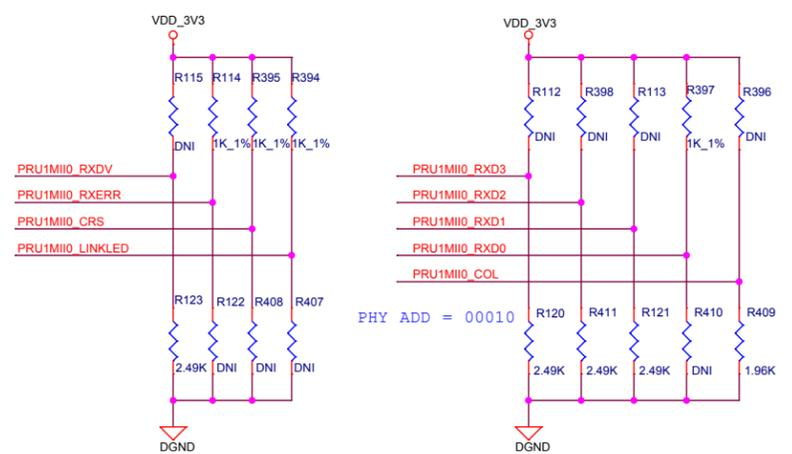 VDD_3V3
VDD_3V3
R115 R114 R395 R394
R112 R398 R113 R397 R396
DNI 1K_1% 1K_1% 1K_1%
DNI DNI DNI 1K_1% DNI
PRU1MII0_RXDV
PRU1MII0_RXERR
PRU1MII0_CRS
PRU1MII0_LINKLED
PRU1MII0_RXD3
PRU1MII0_RXD2
PRU1MII0_RXD1
PRU1MII0_RXD0
PRU1MII0_COL
R123 R122 R408 R407
PHY ADD = 00010
R120 R411 R121 R410 R409
2.49K DNI DNI DNI
2.49K 2.49K 2.49K DNI 1.96K
DGND
DGND